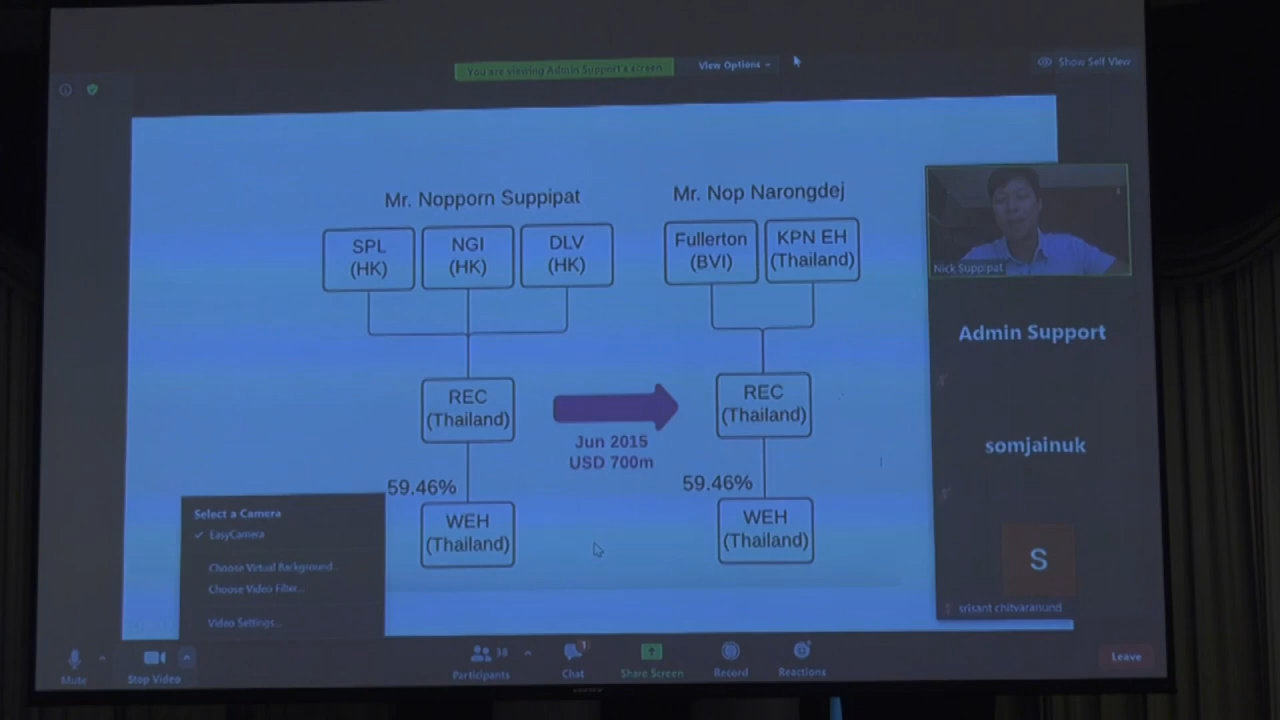 You are viewing Admin Support's screen
View Options
Show Self View
Mr. Nopporn Suppipat
Mr. Nop Narongdej
SPL
(HK)
NGI
(HK)
DLV
(HK)
Fullerton
(BVI)
KPN EH
(Thailand)
Nick Suppipat
Admin Support
REC
(Thailand)
Jun 2015
USD 700m
REC
(Thailand)
somjainuk
59.46%
59.46%
WEH
(Thailand)
WEH
(Thailand)
Select a Camera
EasyCamera
Choose Virtual Background...
Choose Video Filter...
Video Settings...
S
srisant chitvaranund
Mute
Stop Video
38
Participants
1
Chat
Share Screen
Record
Reactions
Leave